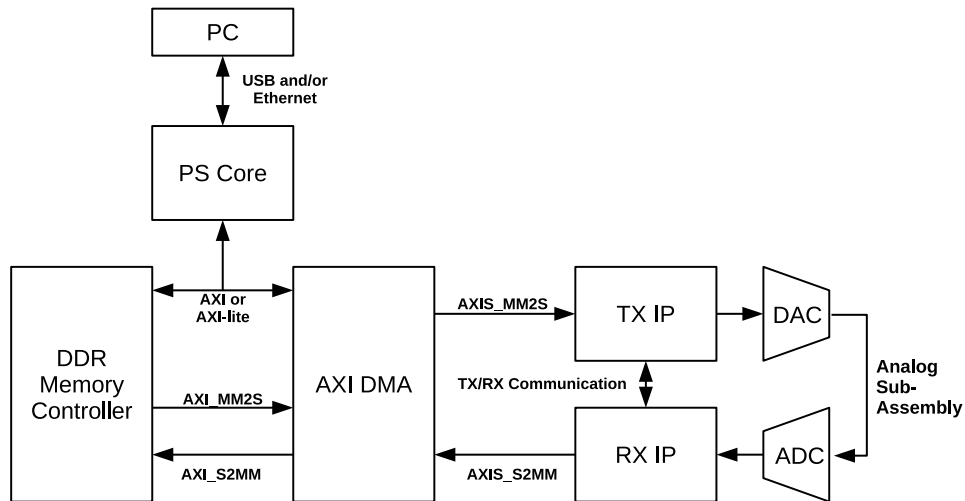 PC
USB and/or
Ethernet
PS Core
AXI or
AXI-lite
DDR
Memory
Controller
AXI_MM2S
AXI_S2MM
AXI DMA
AXIS_MM2S
TX IP
DAC
TX/RX Communication
Analog
Sub-
Assembly
AXIS_S2MM
RX IP
ADC